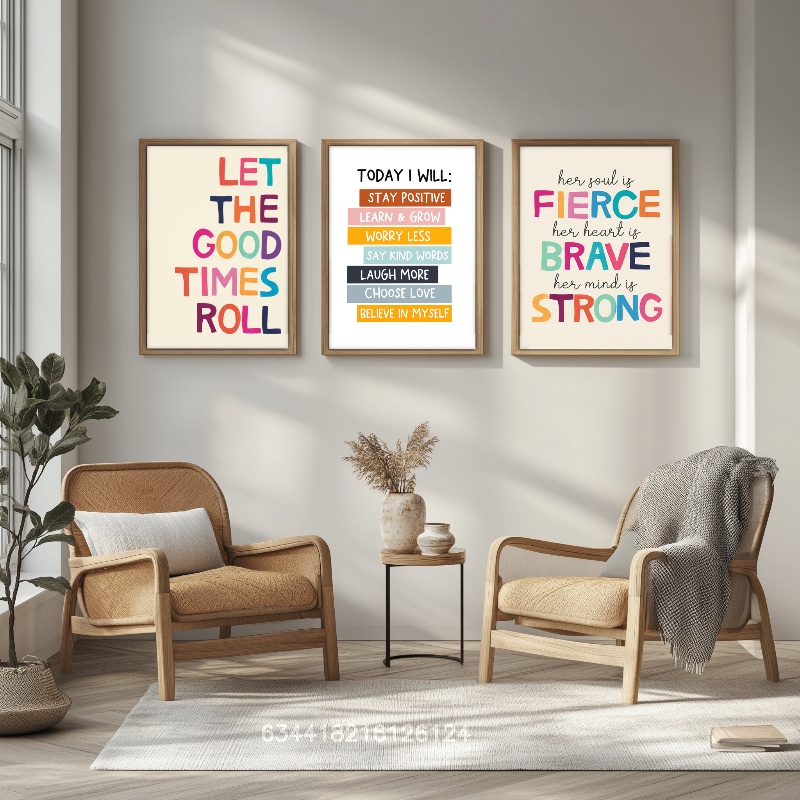 LET
THE
GOOD
TIMES
ROLL
TODAY I WILL:
STAY POSITIVE
LEARN & GROW
WORRY LESS
SAY KIND WORDS
LAUGH MORE
CHOOSE LOVE
BELIEVE IN MYSELF
her soul is
FIERCE
her heart is
BRAVE
her mind is
STRONG